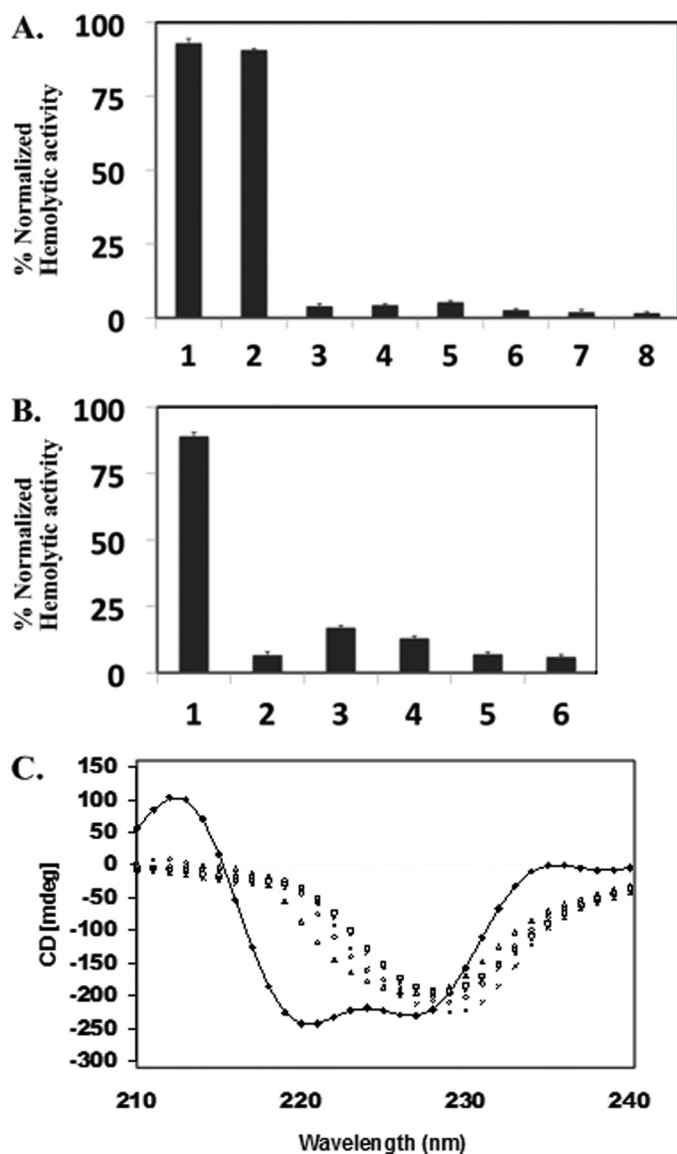 A.
% Normalized
Hemolytic activity
100
75
50
25
0
1 2 3 4 5 6 7 8
B.
% Normalized
Hemolytic activity
100
75
50
25
0
1 2 3 4 5 6
C.
CD [mdeg]
150
100
50
0
-50
-100
-150
-200
-250
-300
210 220 230 240
Wavelength (nm)